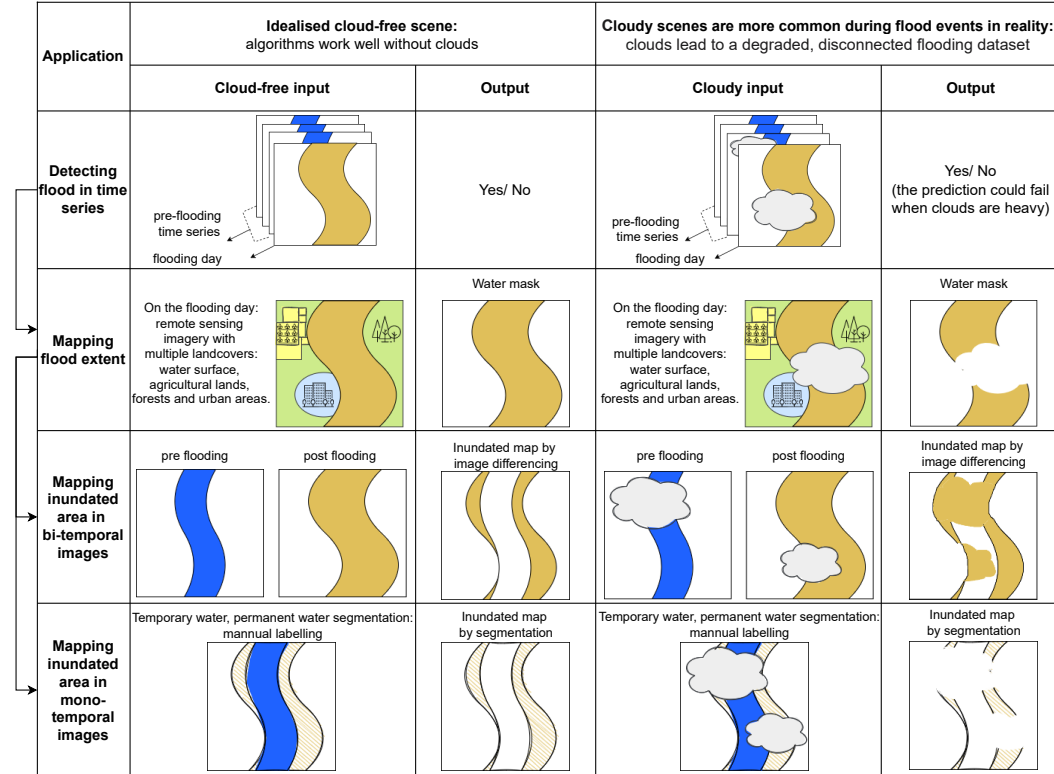 Application
Idealised cloud-free scene:
algorithms work well without clouds
Cloudy scenes are more common during flood events in reality:
clouds lead to a degraded, disconnected flooding dataset
Cloud-free input
Output
Cloudy input
Output
Detecting
flood in time
series
pre-flooding
time series
flooding day
Yes/ No
pre-flooding
time series
flooding day
Yes/ No
(the prediction could fail
when clouds are heavy)
Mapping
flood extent
On the flooding day:
remote sensing
imagery with
multiple landcovers:
water surface,
agricultural lands,
forests and urban areas.
Water mask
On the flooding day:
remote sensing
imagery with
multiple landcovers:
water surface,
agricultural lands,
forests and urban areas.
Water mask
Mapping
inundated
area in
bi-temporal
images
pre flooding
post flooding
Inundated map by
image differencing
pre flooding
post flooding
Inundated map by
image differencing
Mapping
inundated
area in
mono-
temporal
images
Temporary water, permanent water segmentation:
mannual labelling
Inundated map
by segmentation
Temporary water, permanent water segmentation:
mannual labelling
Inundated map
by segmentation